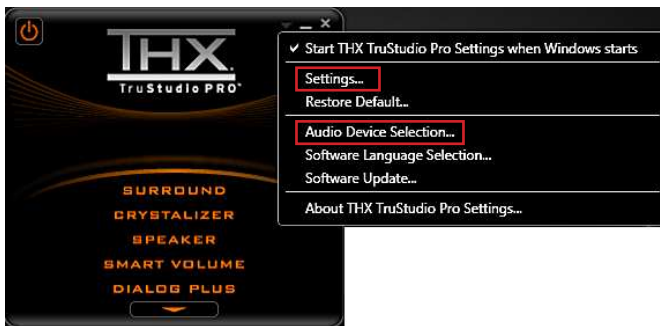 THX
TruStudio PRO
✔ Start THX TruStudio Pro Settings when Windows starts
Settings...
Restore Default...
Audio Device Selection...
Software Language Selection...
Software Update...
About THX TruStudio Pro Settings...
SURROUND
CRYSTALIZER
SPEAKER
SMART VOLUME
DIALOG PLUS